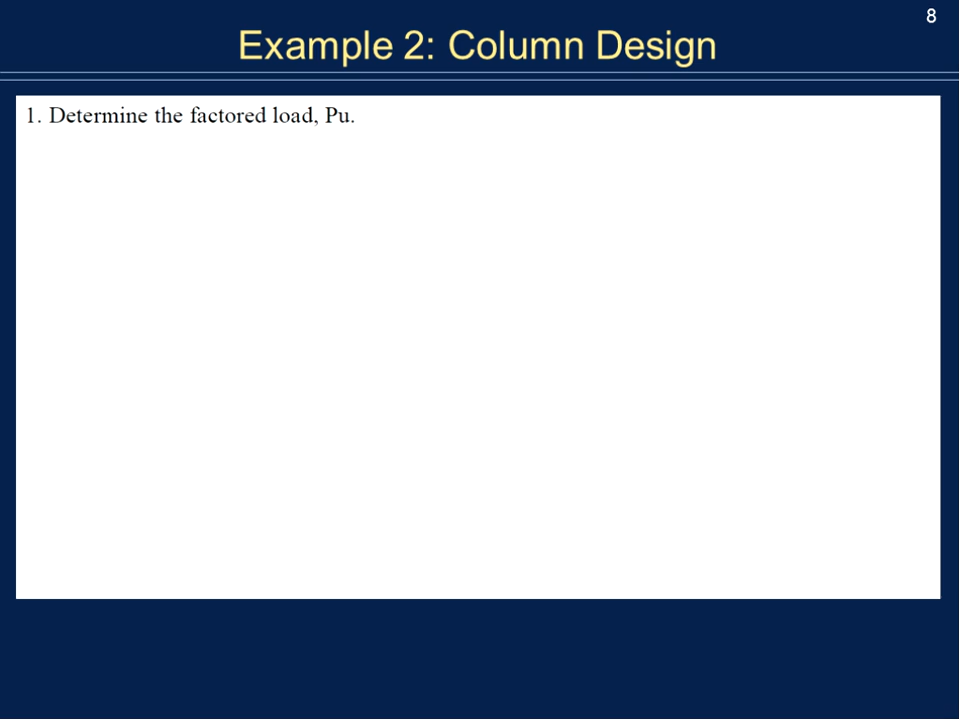 8
Example 2: Column Design
1. Determine the factored load, Pu.